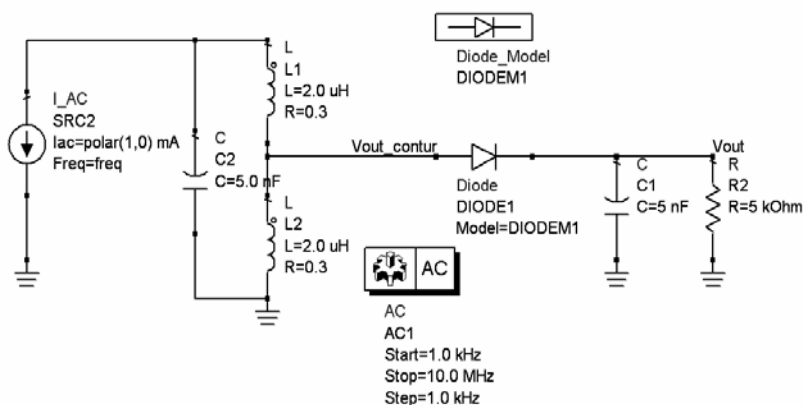 I_AC
SRC2
Iac=polar(1,0) mA
Freq=freq
C
C2
C=5.0 nF
L
L1
L=2.0 uH
R=0.3
L
L2
L=2.0 uH
R=0.3
Diode_Model
DIODEM1
Vout_contur
Diode
DIODE1
Model=DIODEM1
C
C1
C=5 nF
Vout
R
R2
R=5 kOhm
AC
AC
AC1
Start=1.0 kHz
Stop=10.0 MHz
Step=1.0 kHz